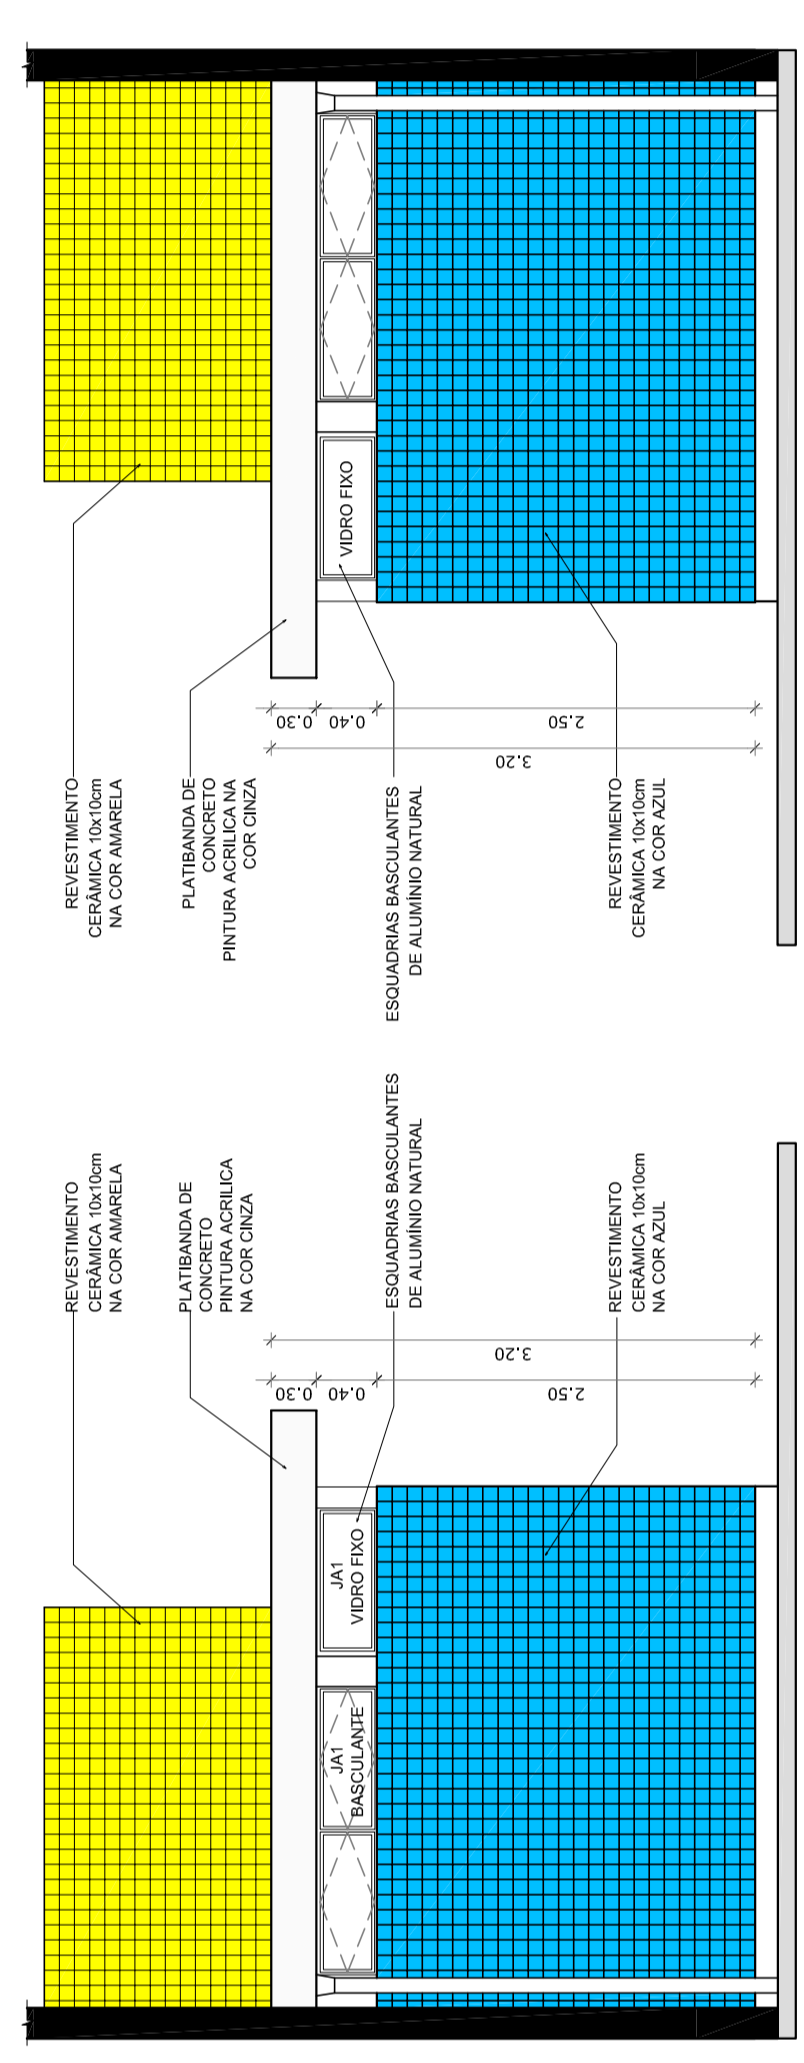 REVESTIMENTO
CERÂMICA 10x10cm
NA COR AMARELA
PLATIBANDA DE
CONCRETO
PINTURA ACRILICA
NA COR CINZA
JA1
BASCULANTE
JA1
VIDRO FIXO
ESQUADRIAS BASCULANTES
DE ALUMÍNIO NATURAL
REVESTIMENTO
CERÂMICA 10x10cm
NA COR AZUL
0.30
0.40
2.50
3.20
REVESTIMENTO
CERÂMICA 10x10cm
NA COR AMARELA
PLATIBANDA DE
CONCRETO
PINTURA ACRILICA NA
COR CINZA
VIDRO FIXO
ESQUADRIAS BASCULANTES
DE ALUMÍNIO NATURAL
REVESTIMENTO
CERÂMICA 10x10cm
NA COR AZUL
0.30
0.40
2.50
3.20